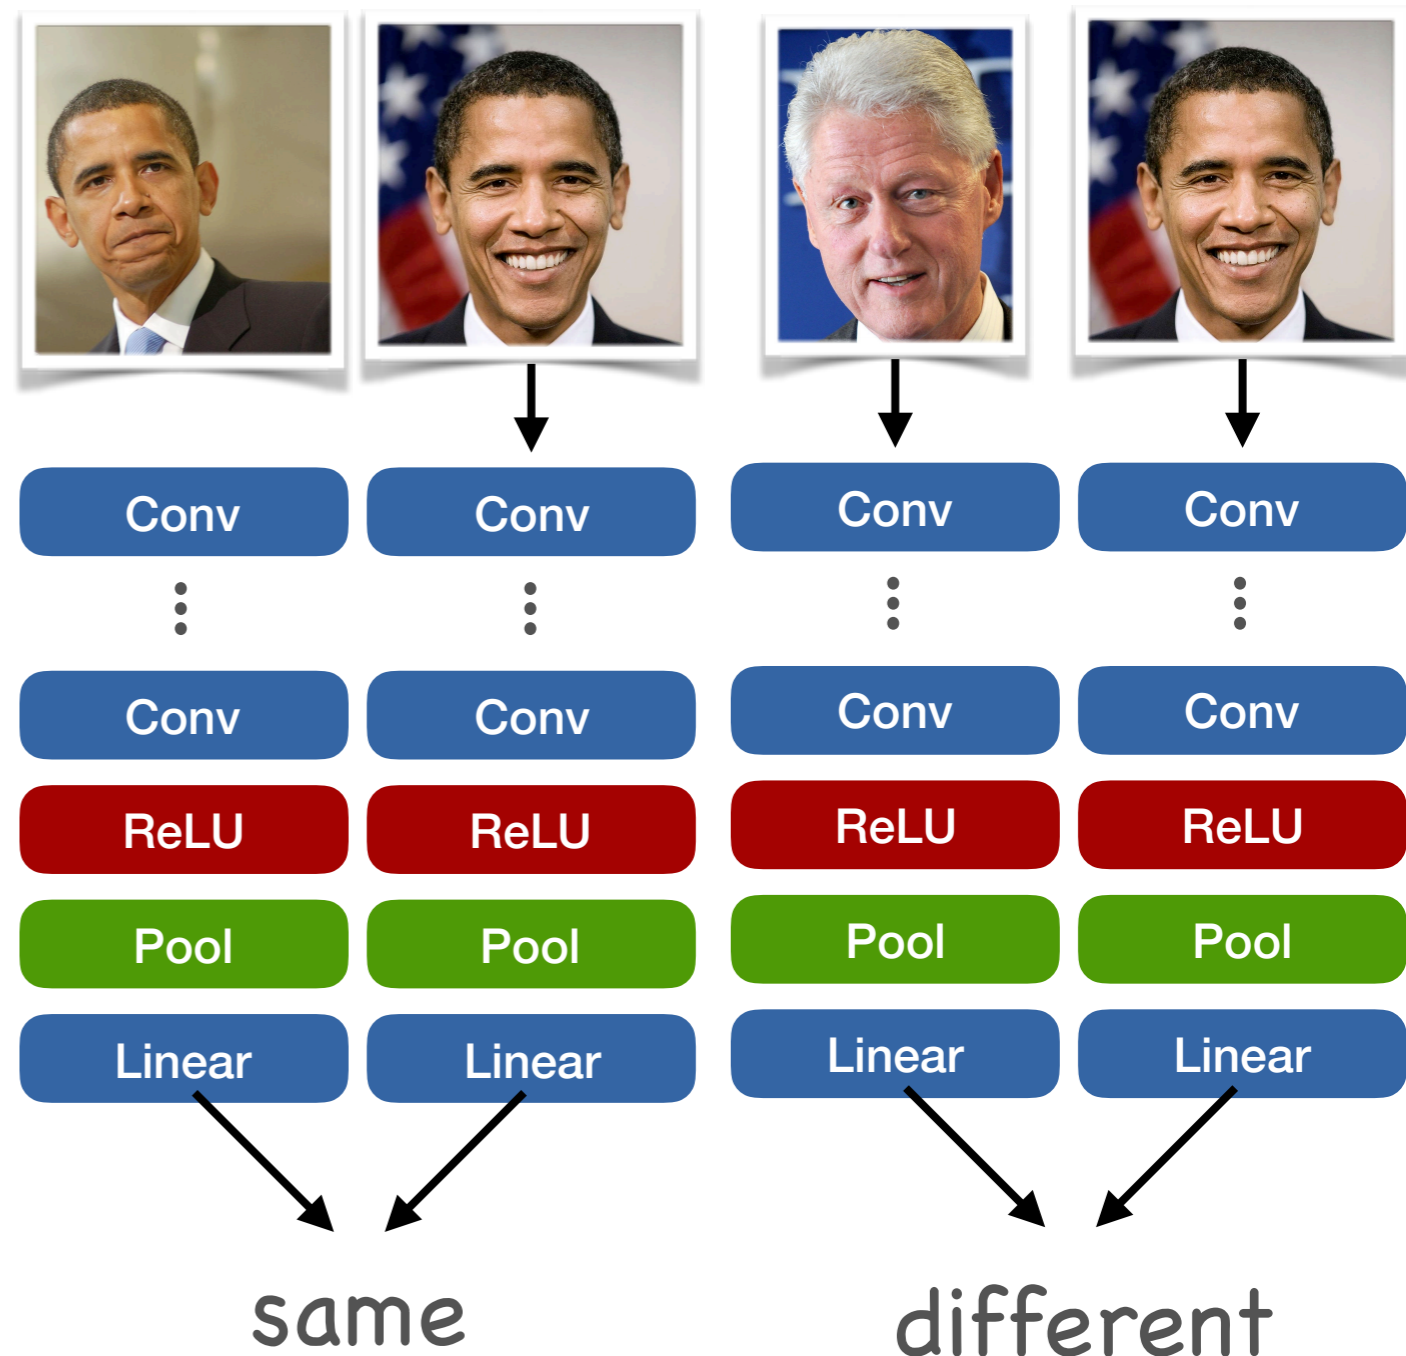 Conv Conv Conv Conv
Conv Conv Conv Conv
ReLU ReLU ReLU ReLU
Pool Pool Pool Pool
Linear Linear Linear Linear
same different